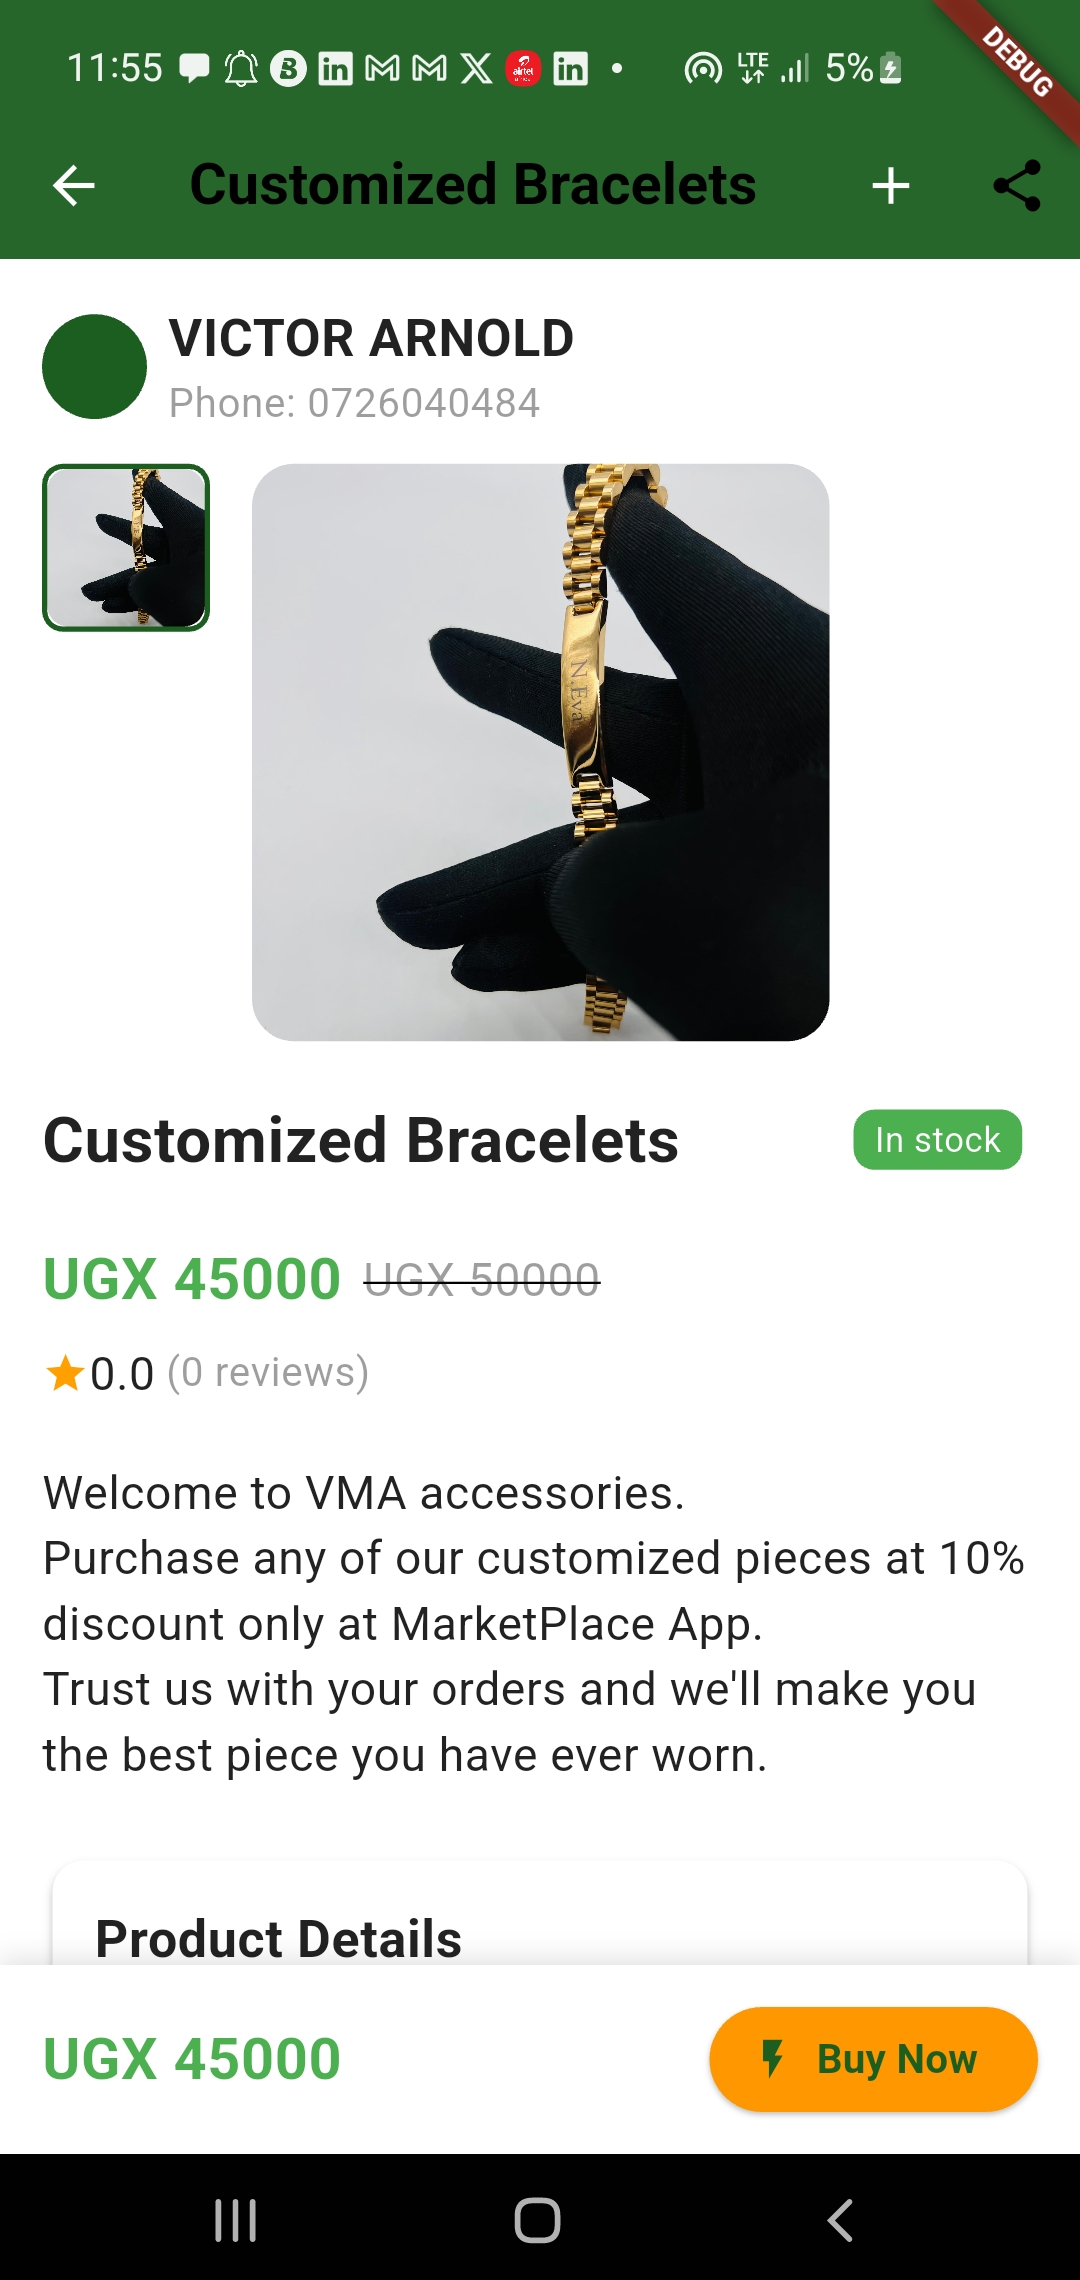 11:55
LTE
5%
DEBUG
Customized Bracelets
VICTOR ARNOLD
Phone: 0726040484
N.Eva
Customized Bracelets
In stock
UGX 45000 UGX 50000
0.0 (0 reviews)
Welcome to VMA accessories.
Purchase any of our customized pieces at 10%
discount only at MarketPlace App.
Trust us with your orders and we'll make you
the best piece you have ever worn.
Product Details
UGX 45000
Buy Now